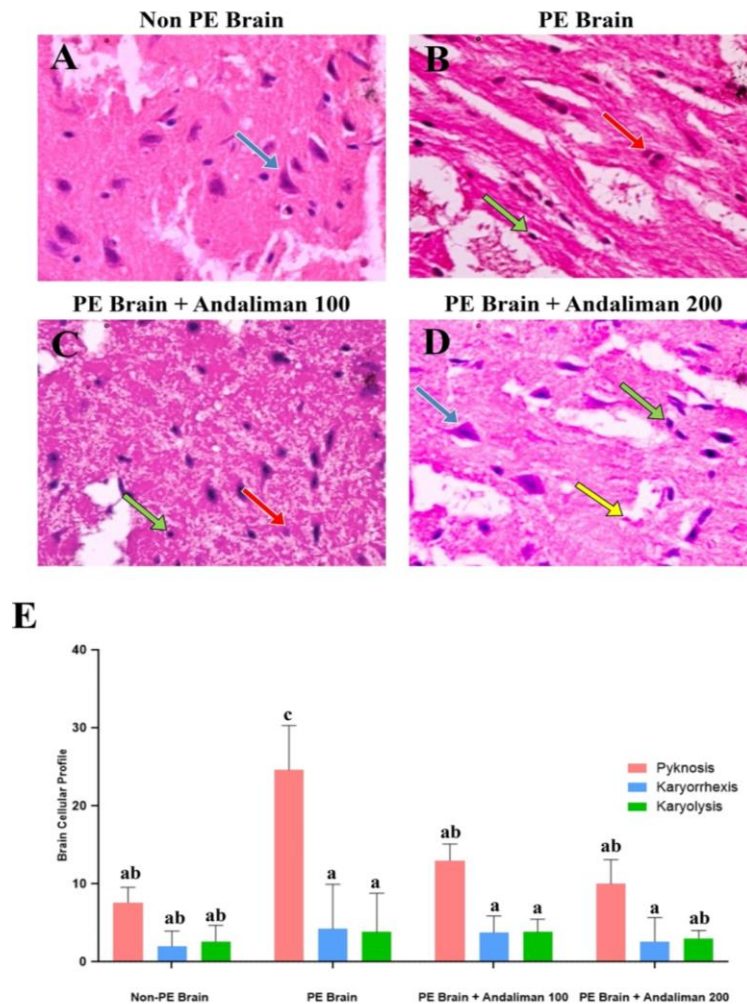 Non PE Brain
PE Brain
A
B
PE Brain + Andaliman 100
PE Brain + Andaliman 200
C
D
E
Brain Cellular Profile
40
30
20
10
0
ab
ab
ab
c
a
a
ab
a
a
ab
a
ab
Pyknosis
Karyorrhexis
Karyolysis
Non-PE Brain
PE Brain
PE Brain + Andaliman 100
PE Brain + Andaliman 200